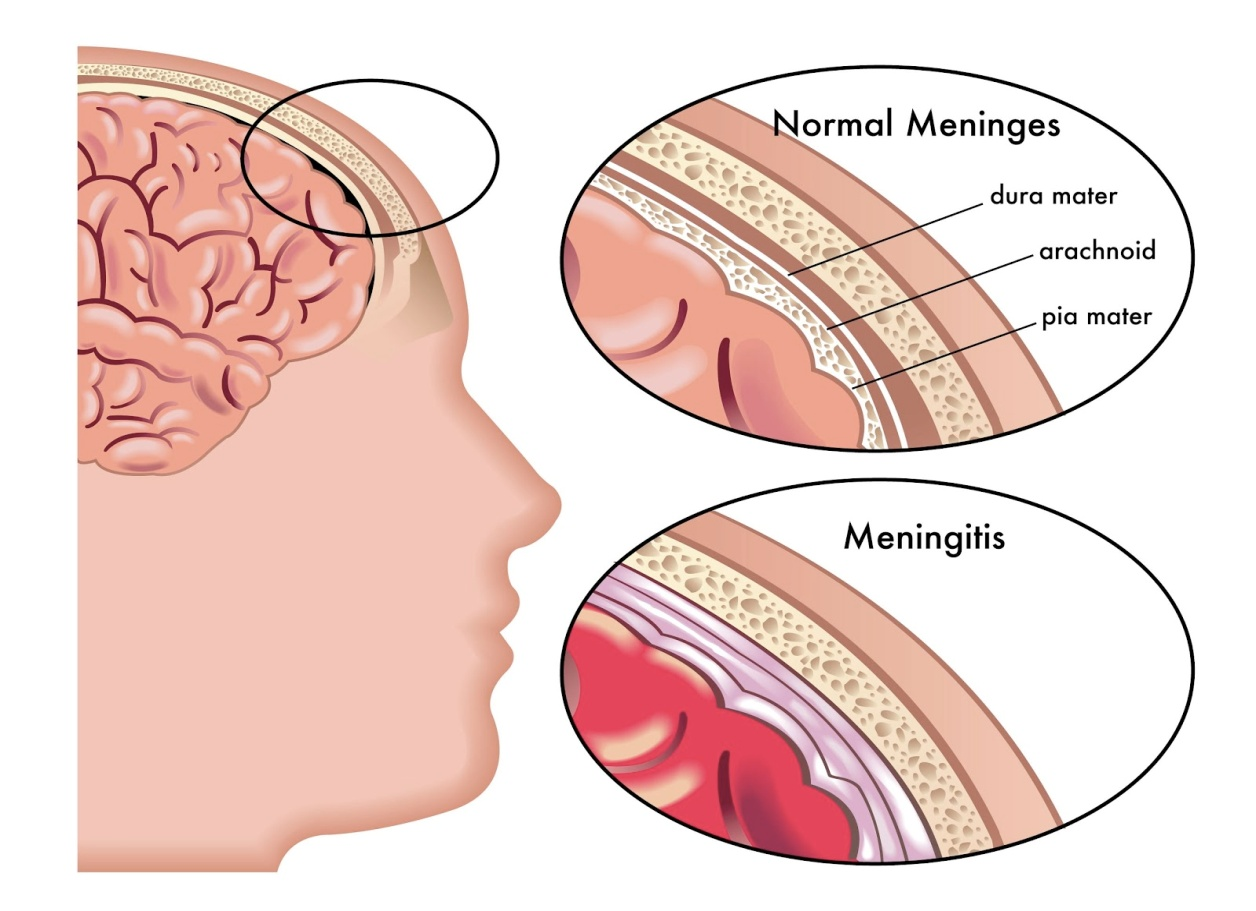 Normal Meninges
dura mater
arachnoid
pia mater
Meningitis